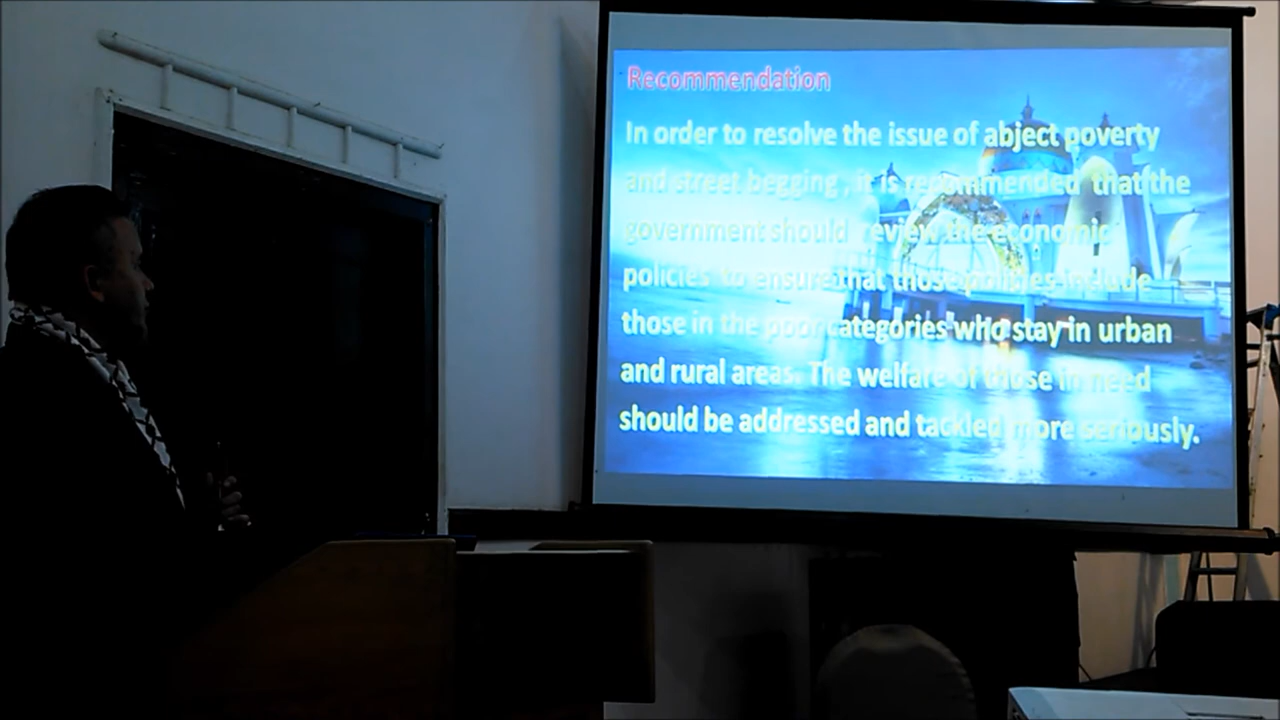 Recommendation
In order to resolve the issue of abject poverty
and street begging , it is recommended that the
government should review the economic
policies to ensure that those policies include
those in the poor categories who stay in urban
and rural areas. The welfare of those in need
should be addressed and tackled more seriously.